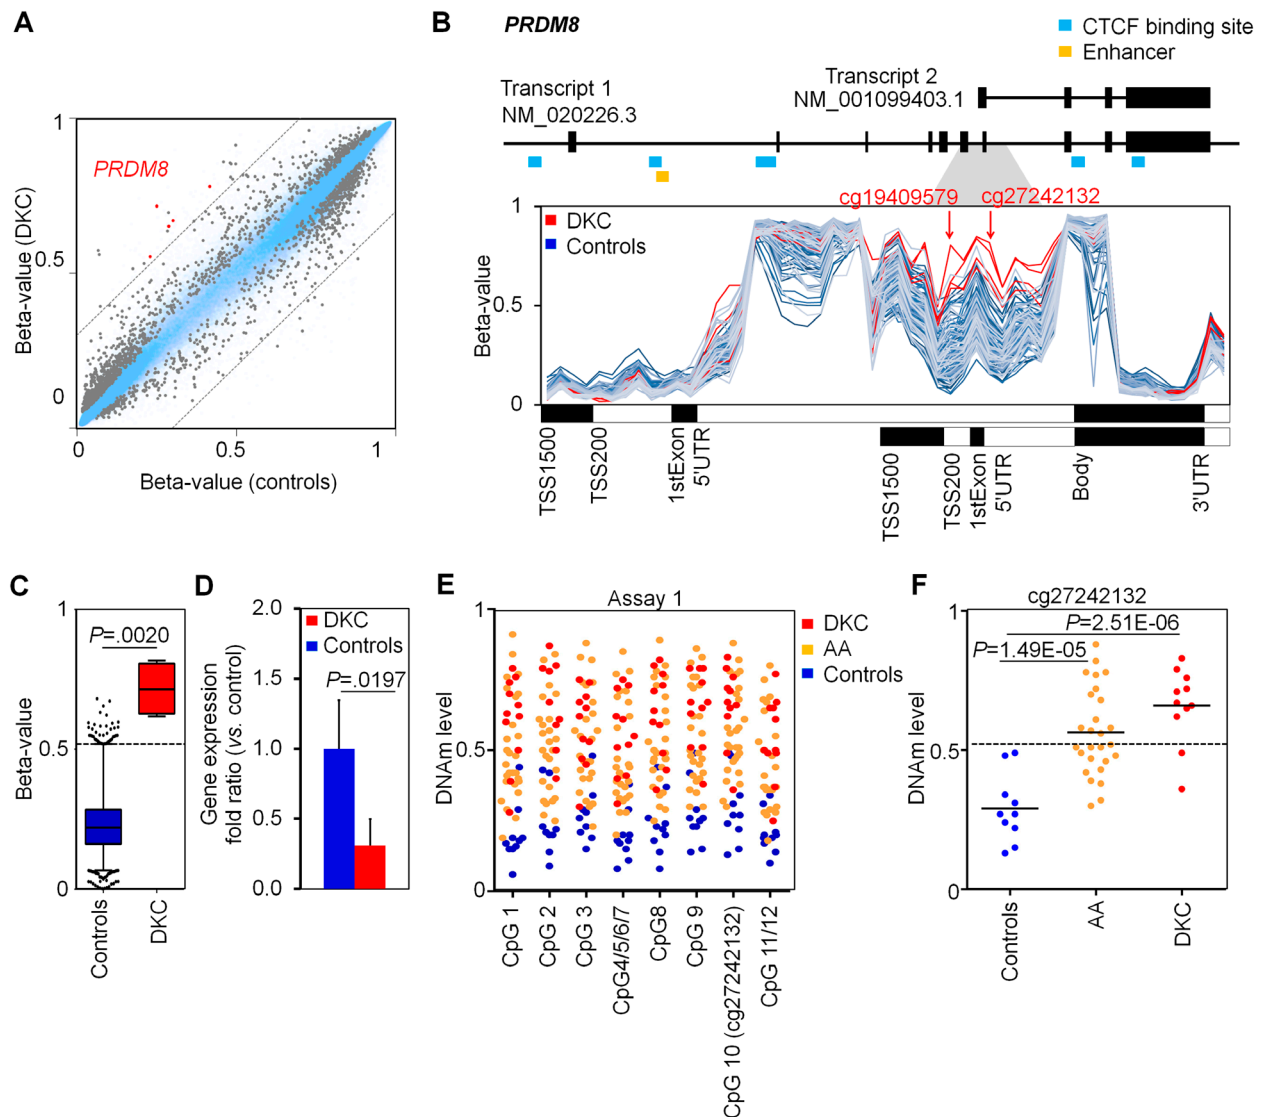 A
PRDM8
1
0.5
0
0
0.5
1
Beta-value (DKC)
Beta-value (controls)
B
PRDM8
CTCF binding site
Enhancer
Transcript 1
NM_020226.3
Transcript 2
NM_001099403.1
cg19409579
cg27242132
DKC
Controls
1
0.5
0
Beta-value
TSS1500
TSS200
1stExon
5'UTR
TSS1500
TSS200
1stExon
5'UTR
Body
3'UTR
C
1
0.5
0
Beta-value
P=.0020
Controls
DKC
D
2.0
1.5
1.0
0.5
0.0
Gene expression
fold ratio (vs. control)
DKC
Controls
P=.0197
E
Assay 1
1
0.5
0
DNAm level
DKC
AA
Controls
CpG 1
CpG 2
CpG 3
CpG4/5/6/7
CpG8
CpG 9
CpG 10 (cg27242132)
CpG 11/12
F
cg27242132
P=2.51E-06
P=1.49E-05
1
0.5
0
DNAm level
Controls
AA
DKC